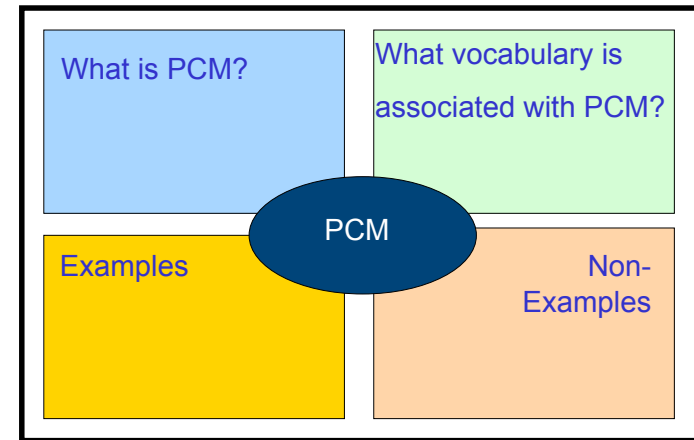 What is PCM?
What vocabulary is
associated with PCM?
PCM
Examples
Non-
Examples